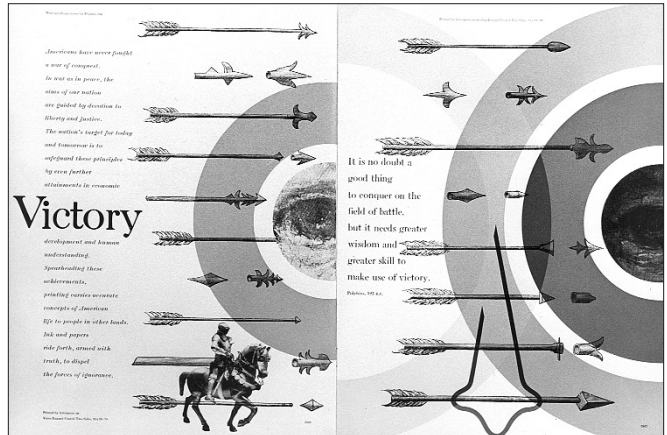 Americans have never fought
a war of conquest.
In war as in peace, the
aims of our nation
are guided by devotion to
liberty and justice.
The nation's target for today
and tomorrow is to
safeguard these principles
by even further
attainments in economic
Victory
development and human
understanding.
Spearheading these
achievements,
printing carries accurate
concepts of American
life to people in other lands.
Ink and papers
ride forth, armed with
truth, to dispel
the forces of ignorance.
It is no doubt a
good thing
to conquer on the
field of battle,
but it needs greater
wisdom and
greater skill to
make use of victory.